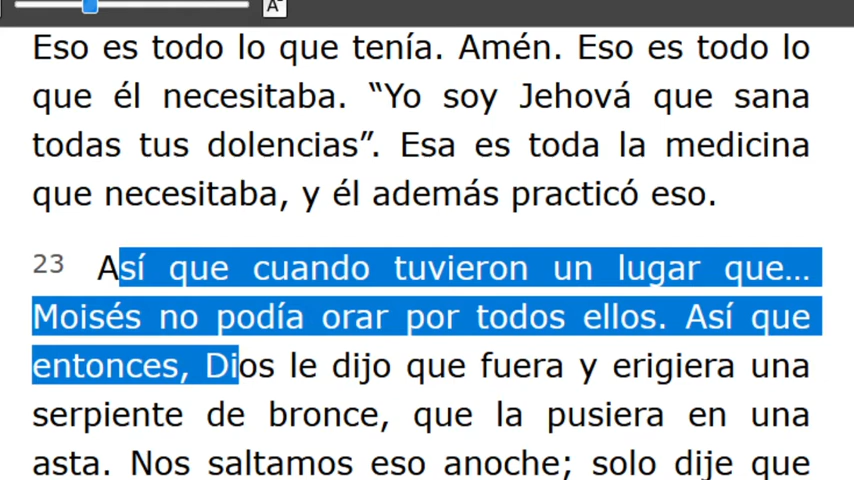 A
Eso es todo lo que tenía. Amén. Eso es todo lo
que él necesitaba. “Yo soy Jehová que sana
todas tus dolencias”. Esa es toda la medicina
que necesitaba, y él además practicó eso.
23 Así que cuando tuvieron un lugar que...
Moisés no podía orar por todos ellos. Así que
entonces, Dios le dijo que fuera y erigiera una
serpiente de bronce, que la pusiera en una
asta. Nos saltamos eso anoche; solo dije que